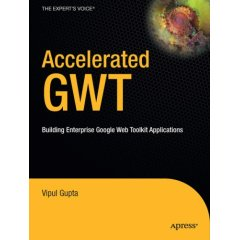 THE EXPERT'S VOICE®
Accelerated
GWT
Building Enterprise Google Web Toolkit Applications
Vipul Gupta
Apress®